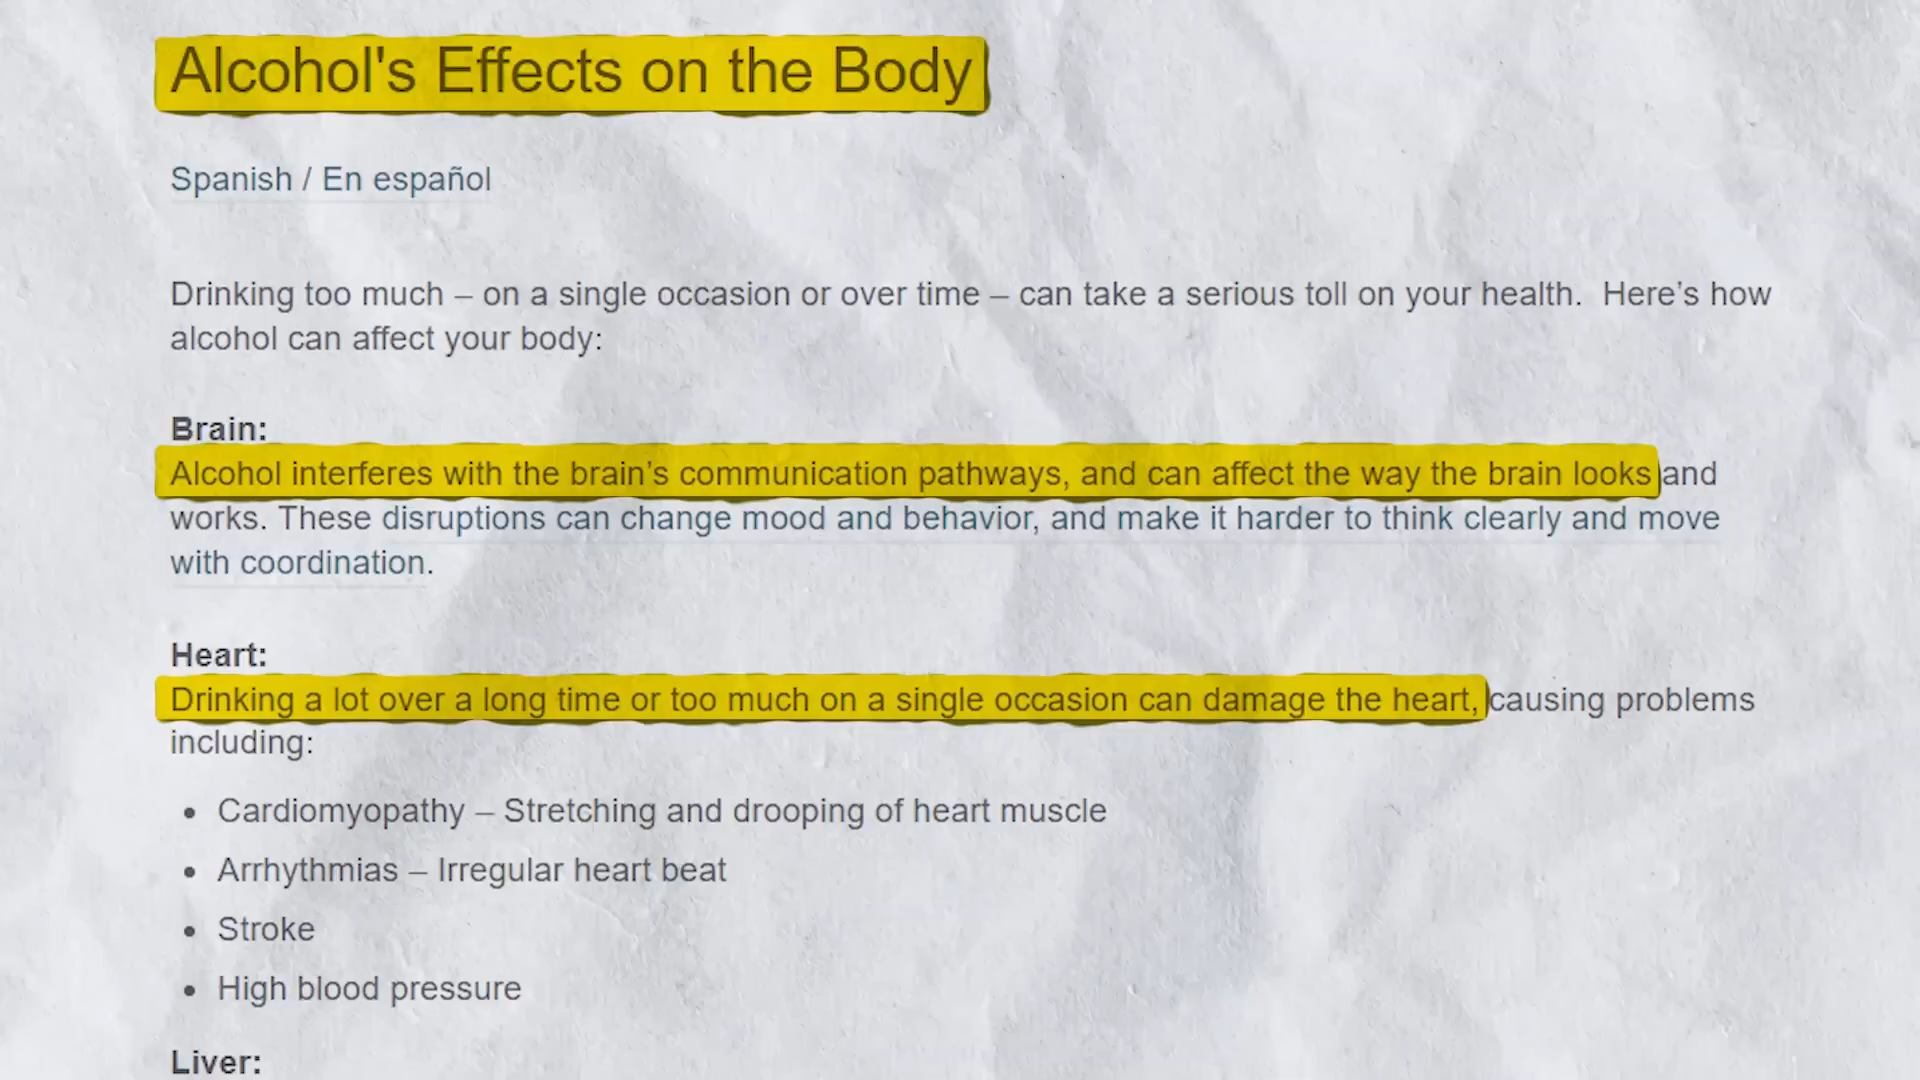 Alcohol's Effects on the Body
Spanish / En español
Drinking too much – on a single occasion or over time – can take a serious toll on your health.  Here’s how
alcohol can affect your body:
Brain:
Alcohol interferes with the brain’s communication pathways, and can affect the way the brain looks and
works. These disruptions can change mood and behavior, and make it harder to think clearly and move
with coordination.
Heart:
Drinking a lot over a long time or too much on a single occasion can damage the heart, causing problems
including:
• Cardiomyopathy – Stretching and drooping of heart muscle
• Arrhythmias – Irregular heart beat
• Stroke
• High blood pressure
Liver: